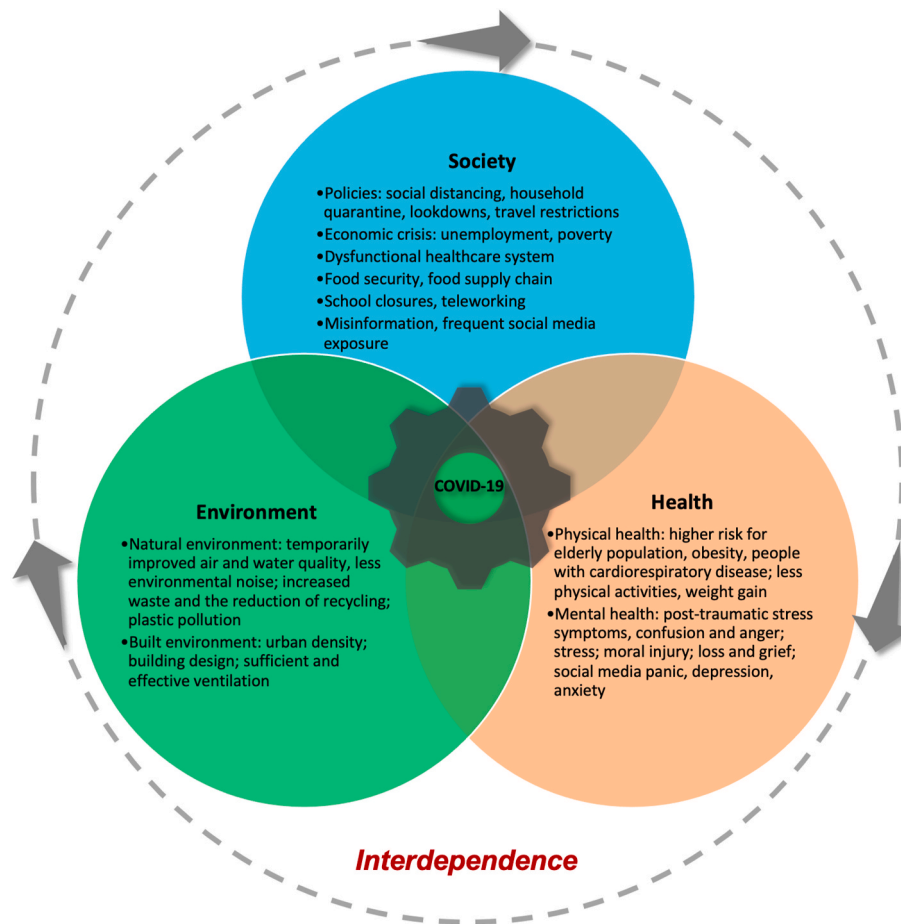 Society
•Policies: social distancing, household
quarantine, lookdowns, travel restrictions
•Economic crisis: unemployment, poverty
•Dysfunctional healthcare system
•Food security, food supply chain
•School closures, teleworking
•Misinformation, frequent social media
exposure
COVID-19
Environment
•Natural environment: temporarily
improved air and water quality, less
environmental noise; increased
waste and the reduction of recycling;
plastic pollution
•Built environment: urban density;
building design; sufficient and
effective ventilation
Health
•Physical health: higher risk for
elderly population, obesity, people
with cardiorespiratory disease; less
physical activities, weight gain
•Mental health: post-traumatic stress
symptoms, confusion and anger;
stress; moral injury; loss and grief;
social media panic, depression,
anxiety
Interdependence